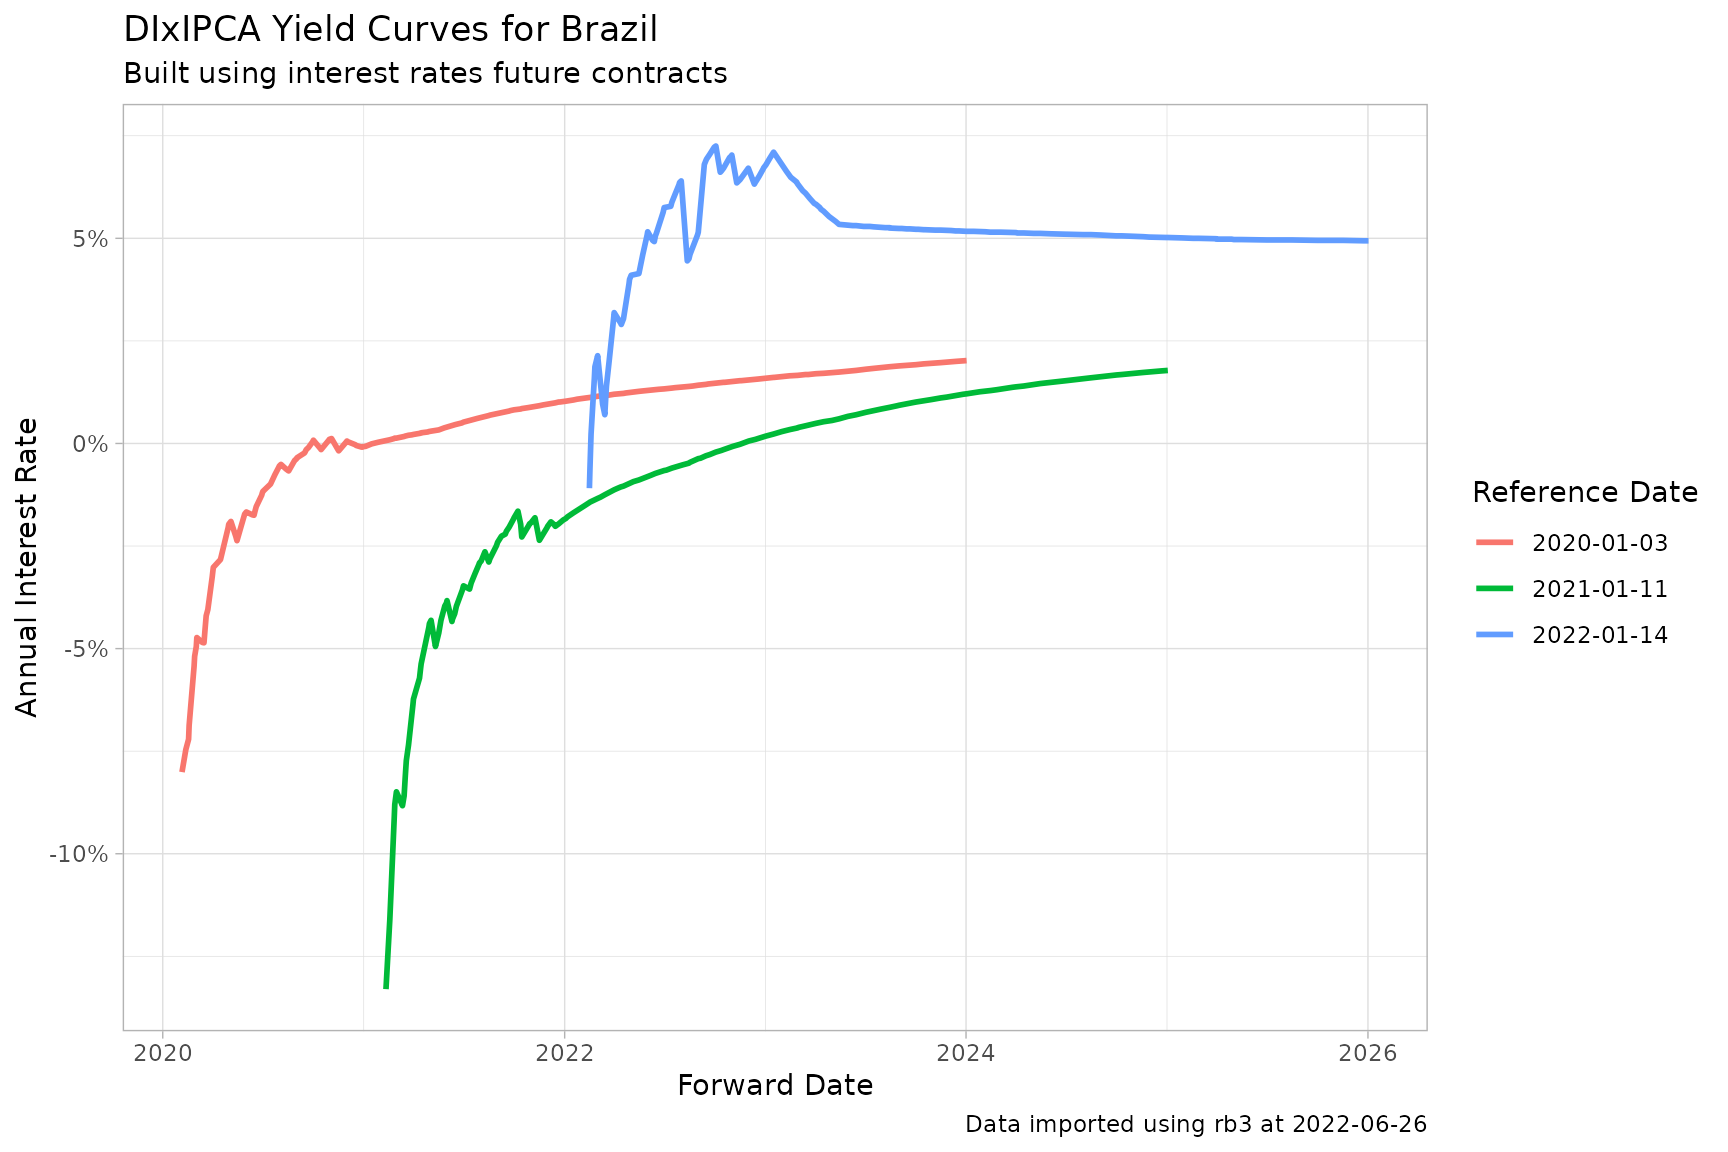 DIxIPCA Yield Curves for Brazil
Built using interest rates future contracts
Annual Interest Rate
5%
0%
-5%
-10%
2020
2022
2024
2026
Forward Date
Reference Date
2020-01-03
2021-01-11
2022-01-14
Data imported using rb3 at 2022-06-26